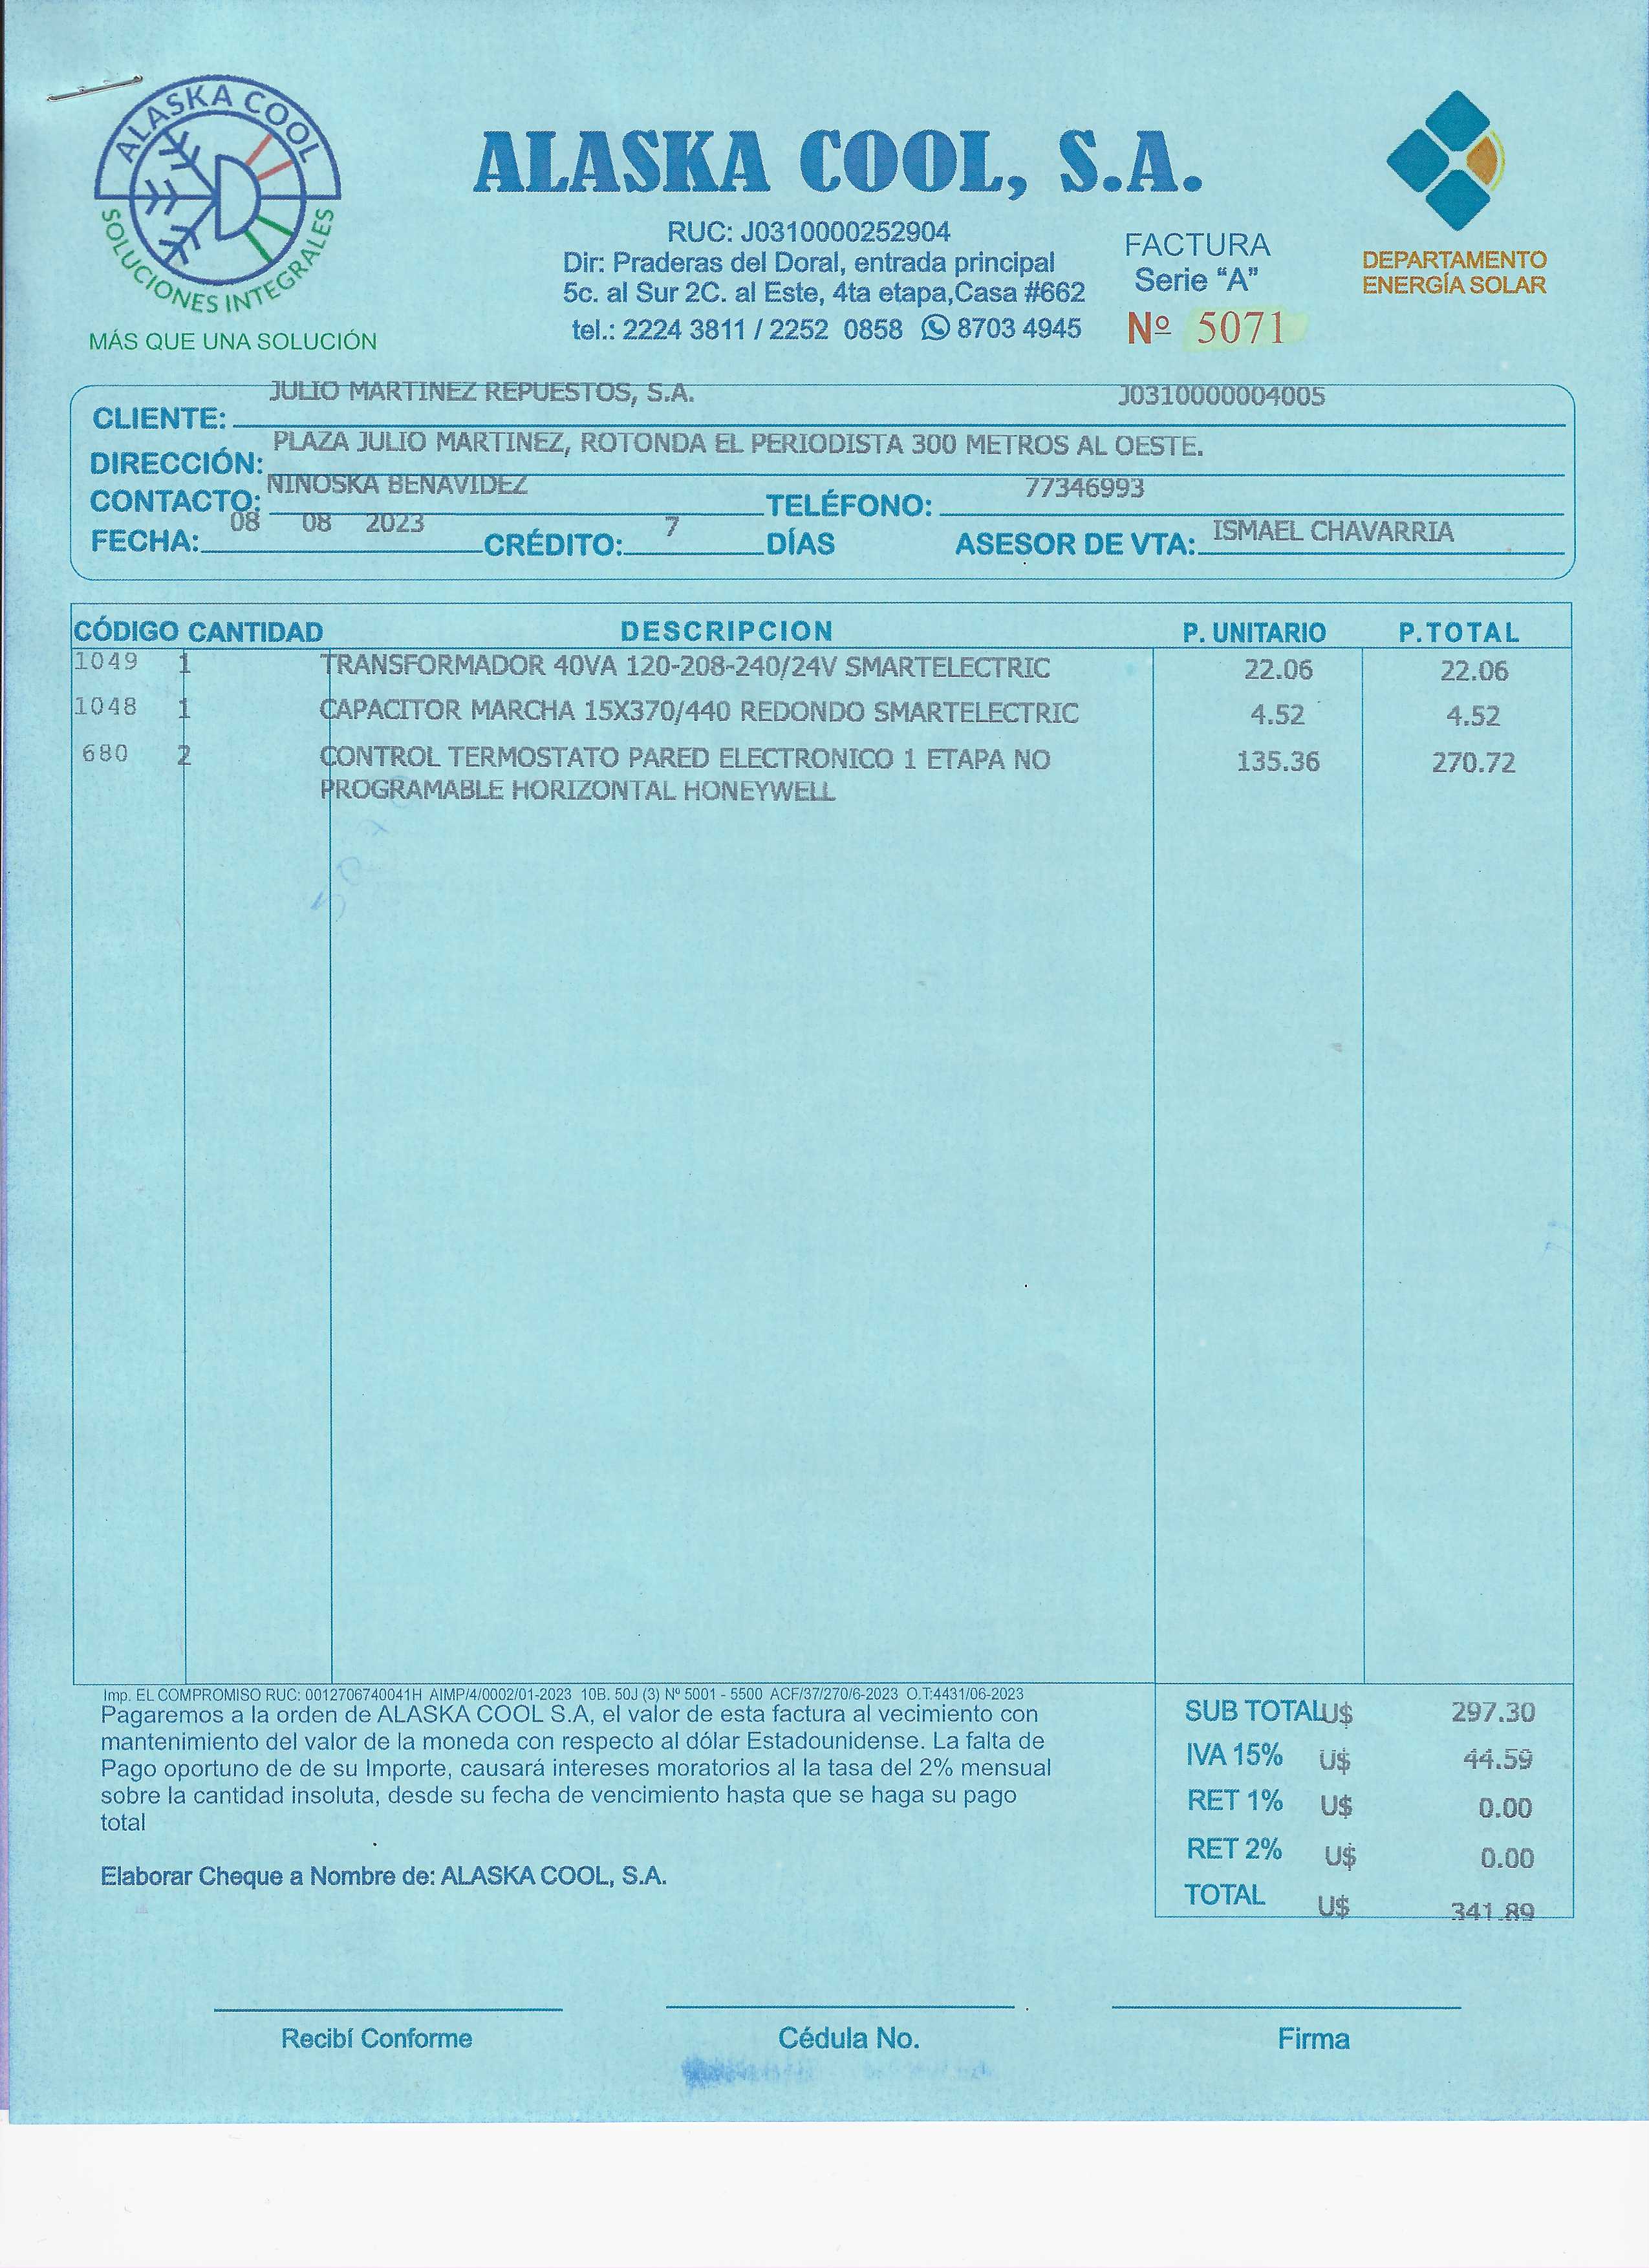 ALASKA COOL
SOLUCIONES INTEGRALES
MÁS QUE UNA SOLUCIÓN
ALASKA COOL, S.A.
RUC: J0310000252904
Dir: Praderas del Doral, entrada principal
5c. al Sur 2C. al Este, 4ta etapa,Casa #662
tel.: 2224 3811 / 2252 0858 8703 4945
FACTURA
Serie “A”
Nº 5071
DEPARTAMENTO
ENERGÍA SOLAR
CLIENTE: JULIO MARTINEZ REPUESTOS, S.A. J0310000004005
DIRECCIÓN: PLAZA JULIO MARTINEZ, ROTONDA EL PERIODISTA 300 METROS AL OESTE.
CONTACTO: NINOSKA BENAVIDEZ TELÉFONO: 77346993
FECHA: 08 08 2023 CRÉDITO: 7 DÍAS ASESOR DE VTA: ISMAEL CHAVARRIA
CÓDIGO CANTIDAD DESCRIPCION P. UNITARIO P.TOTAL
1049 1 TRANSFORMADOR 40VA 120-208-240/24V SMARTELECTRIC 22.06 22.06
1048 1 CAPACITOR MARCHA 15X370/440 REDONDO SMARTELECTRIC 4.52 4.52
680 2 CONTROL TERMOSTATO PARED ELECTRONICO 1 ETAPA NO 135.36 270.72
PROGRAMABLE HORIZONTAL HONEYWELL
Imp. EL COMPROMISO RUC: 0012706740041H AIMP/4/0002/01-2023 10B. 50J (3) Nº 5001 - 5500 ACF/37/270/6-2023 O.T:4431/06-2023
Pagaremos a la orden de ALASKA COOL S.A, el valor de esta factura al vecimiento con
mantenimiento del valor de la moneda con respecto al dólar Estadounidense. La falta de
Pago oportuno de de su Importe, causará intereses moratorios al la tasa del 2% mensual
sobre la cantidad insoluta, desde su fecha de vencimiento hasta que se haga su pago
total
Elaborar Cheque a Nombre de: ALASKA COOL, S.A.
SUB TOTAL U$ 297.30
IVA 15% U$ 44.59
RET 1% U$ 0.00
RET 2% U$ 0.00
TOTAL U$ 341.89
Recibí Conforme
Cédula No.
Firma